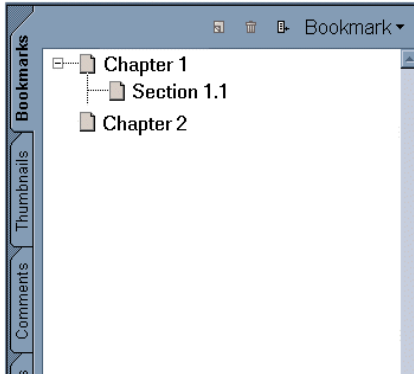 Bookmark
Chapter 1
Section 1.1
Chapter 2
Bookmarks
Thumbnails
Comments